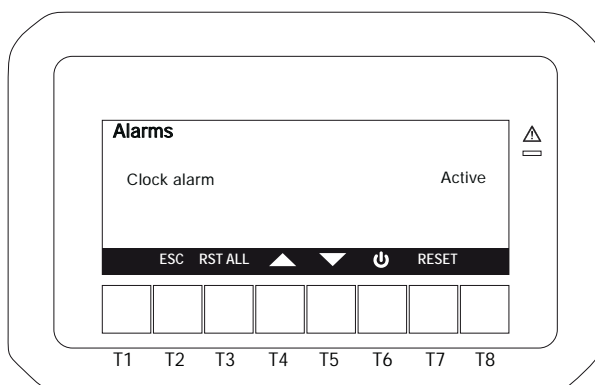 Alarms
Clock alarm Active
ESC RST ALL RESET
T1 T2 T3 T4 T5 T6 T7 T8